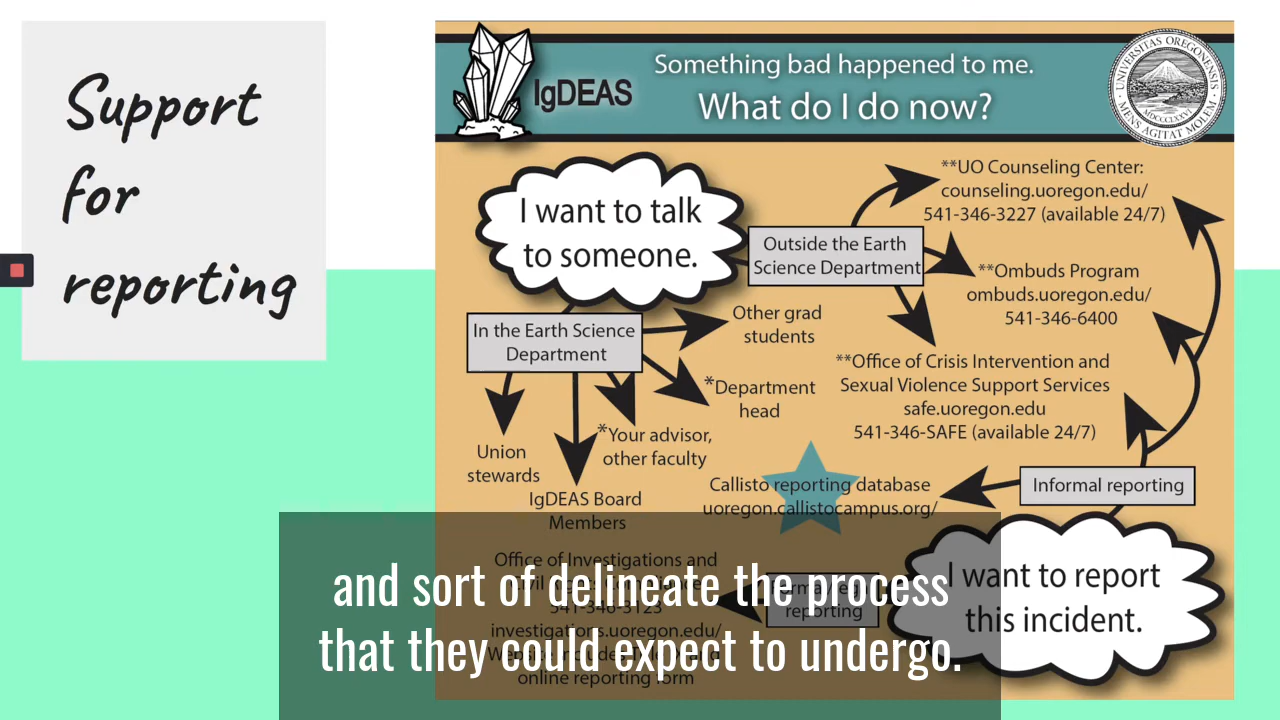 Support
for
reporting
IgDEAS
Something bad happened to me.
What do I do now?
UNIVERSITAS OREGONENSIS
MENS AGITAT MOLEM
MDCCCLXXVI
I want to talk
to someone.
Outside the Earth
Science Department
**UO Counseling Center:
counseling.uoregon.edu/
541-346-3227 (available 24/7)
**Ombuds Program
ombuds.uoregon.edu/
541-346-6400
**Office of Crisis Intervention and
Sexual Violence Support Services
safe.uoregon.edu
541-346-SAFE (available 24/7)
In the Earth Science
Department
Other grad
students
*Department
head
*Your advisor,
other faculty
Union
stewards
IgDEAS Board
Members
Callisto reporting database
uoregon.callistocampus.org/
Informal reporting
I want to report
this incident.
reporting
Office of Investigations and
541-346-3123
investigations.uoregon.edu/
online reporting form
and sort of delineate the process
that they could expect to undergo.